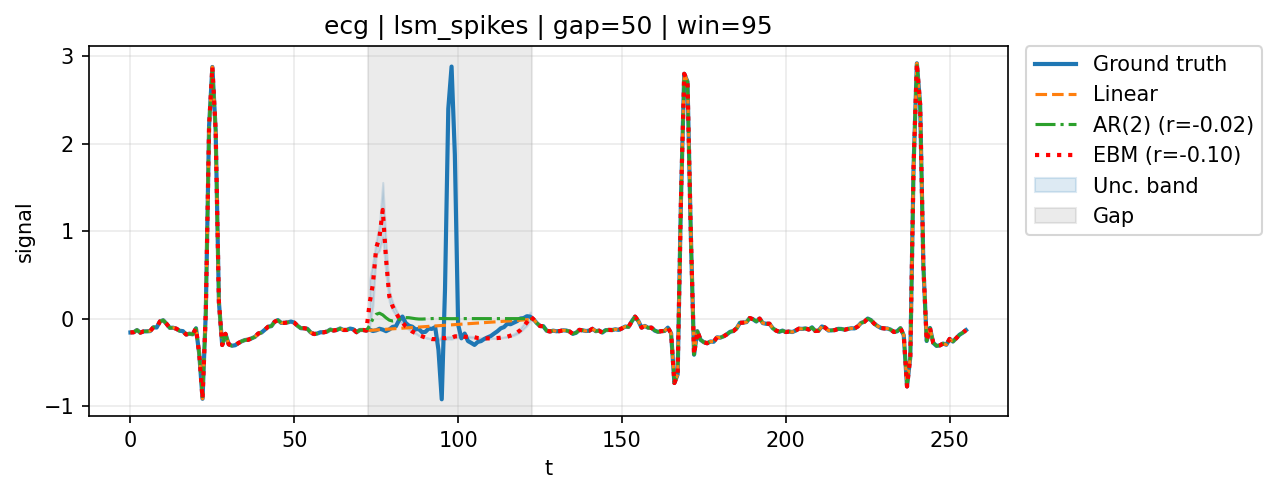 ecg | lsm_spikes | gap=50 | win=95
3
2
1
0
−1
signal
0
50
100
150
200
250
t
Ground truth
Linear
AR(2) (r=-0.02)
EBM (r=-0.10)
Unc. band
Gap